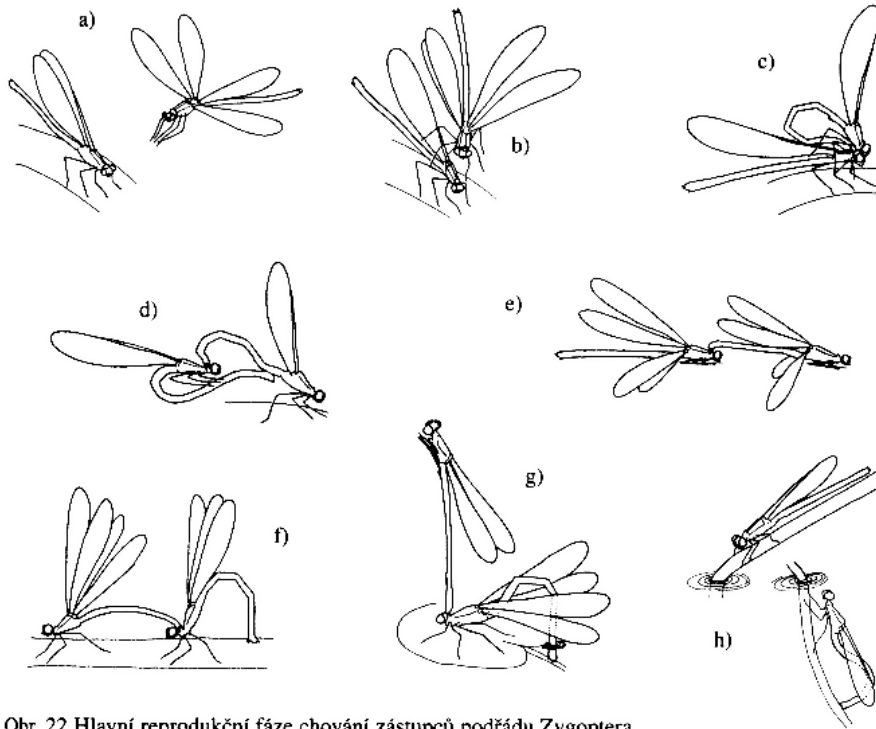 a)
b)
c)
d)
e)
f)
g)
h)
Obr. 22 Hlavní reprodukční fáze chování zástupců podřádu Zygoptera